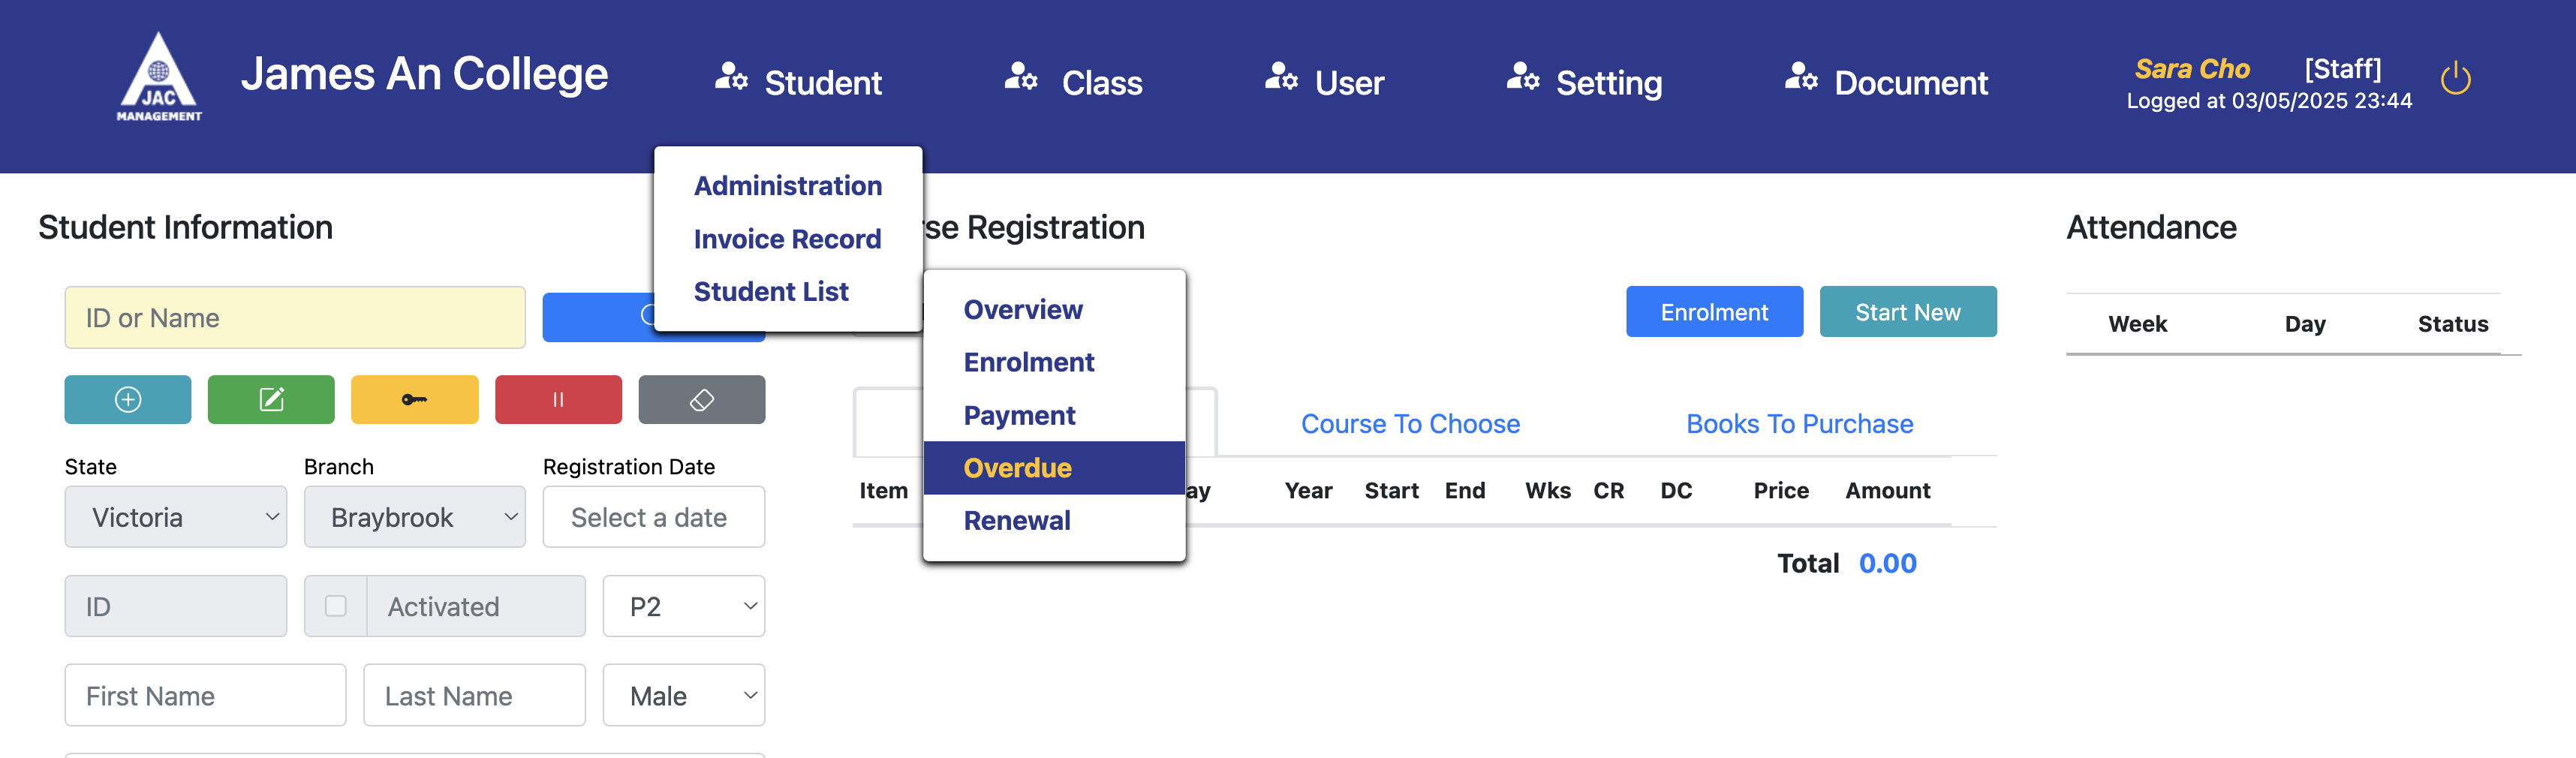 JAC
MANAGEMENT
James An College
Student
Class
User
Setting
Document
Sara Cho [Staff]
Logged at 03/05/2025 23:44
Administration
Invoice Record
Student List
Overview
Enrolment
Payment
Overdue
Renewal
Student Information
ID or Name
State Branch Registration Date
Victoria Braybrook Select a date
ID Activated P2
First Name Last Name Male
se Registration
Enrolment Start New
Course To Choose Books To Purchase
Item ay Year Start End Wks CR DC Price Amount
Total 0.00
Attendance
Week Day Status